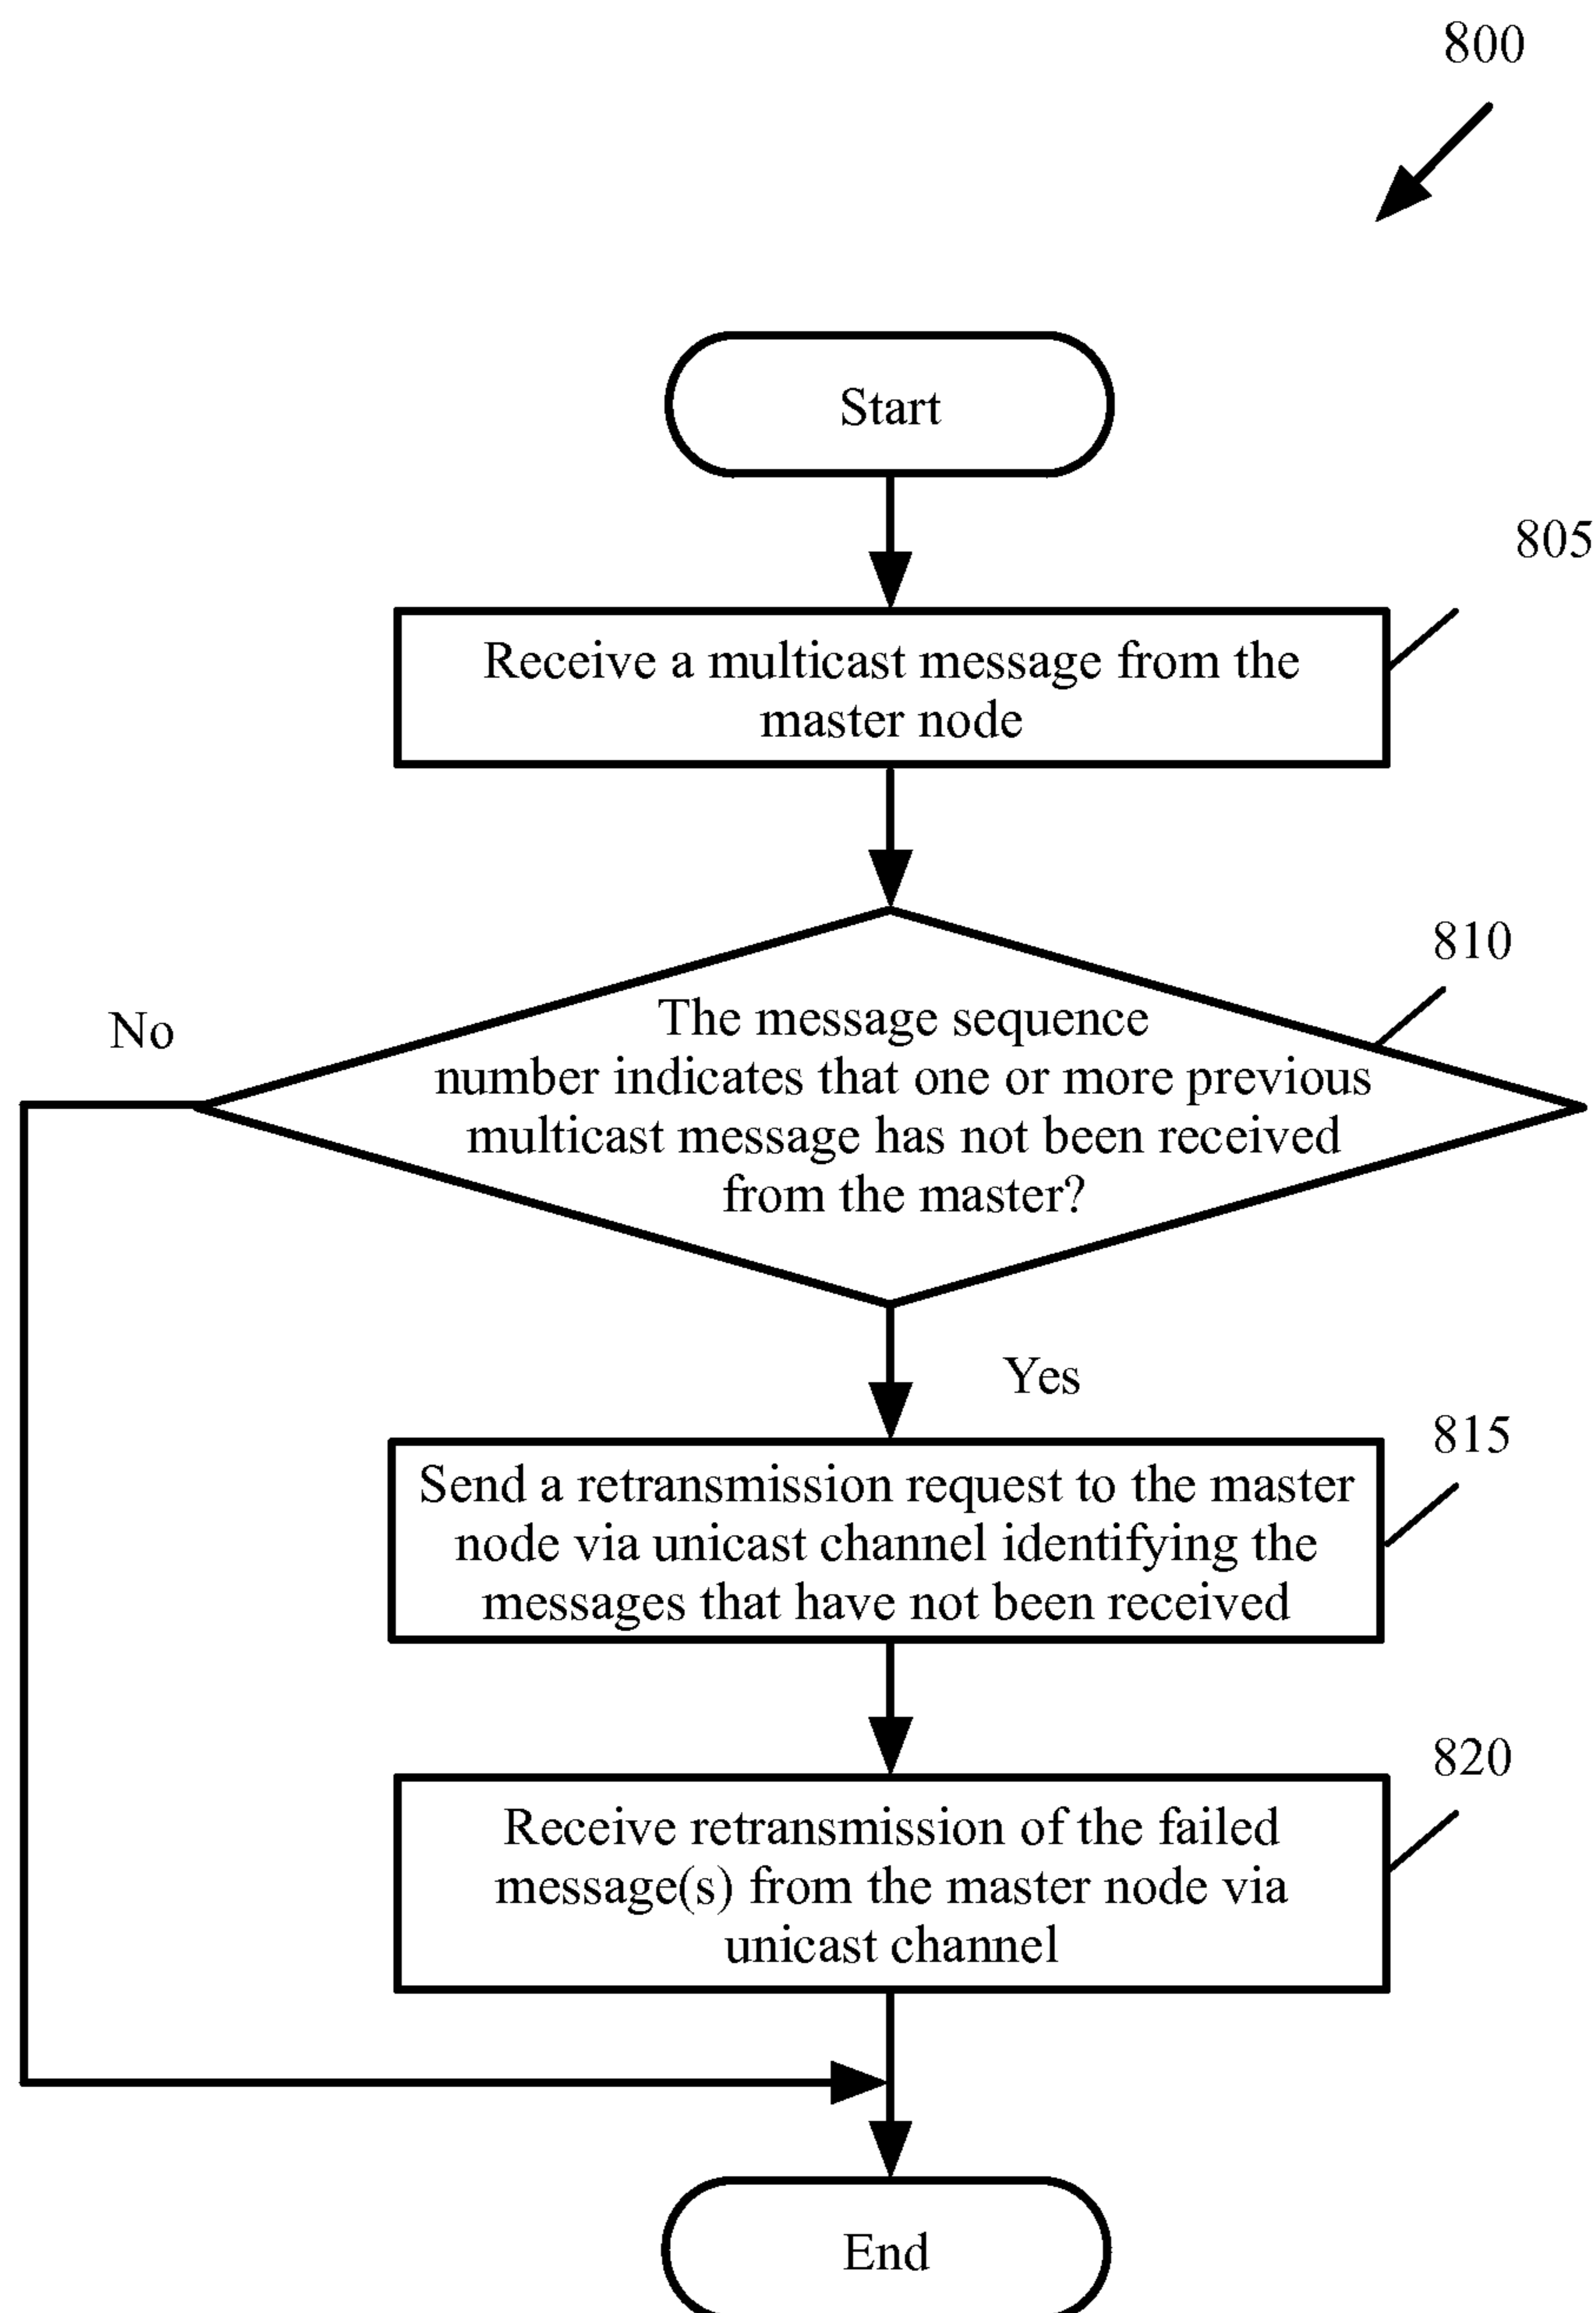 800
Start
805
Receive a multicast message from the
master node
810
No
The message sequence
number indicates that one or more previous
multicast message has not been received
from the master?
Yes
815
Send a retransmission request to the master
node via unicast channel identifying the
messages that have not been received
820
Receive retransmission of the failed
message(s) from the master node via
unicast channel
End